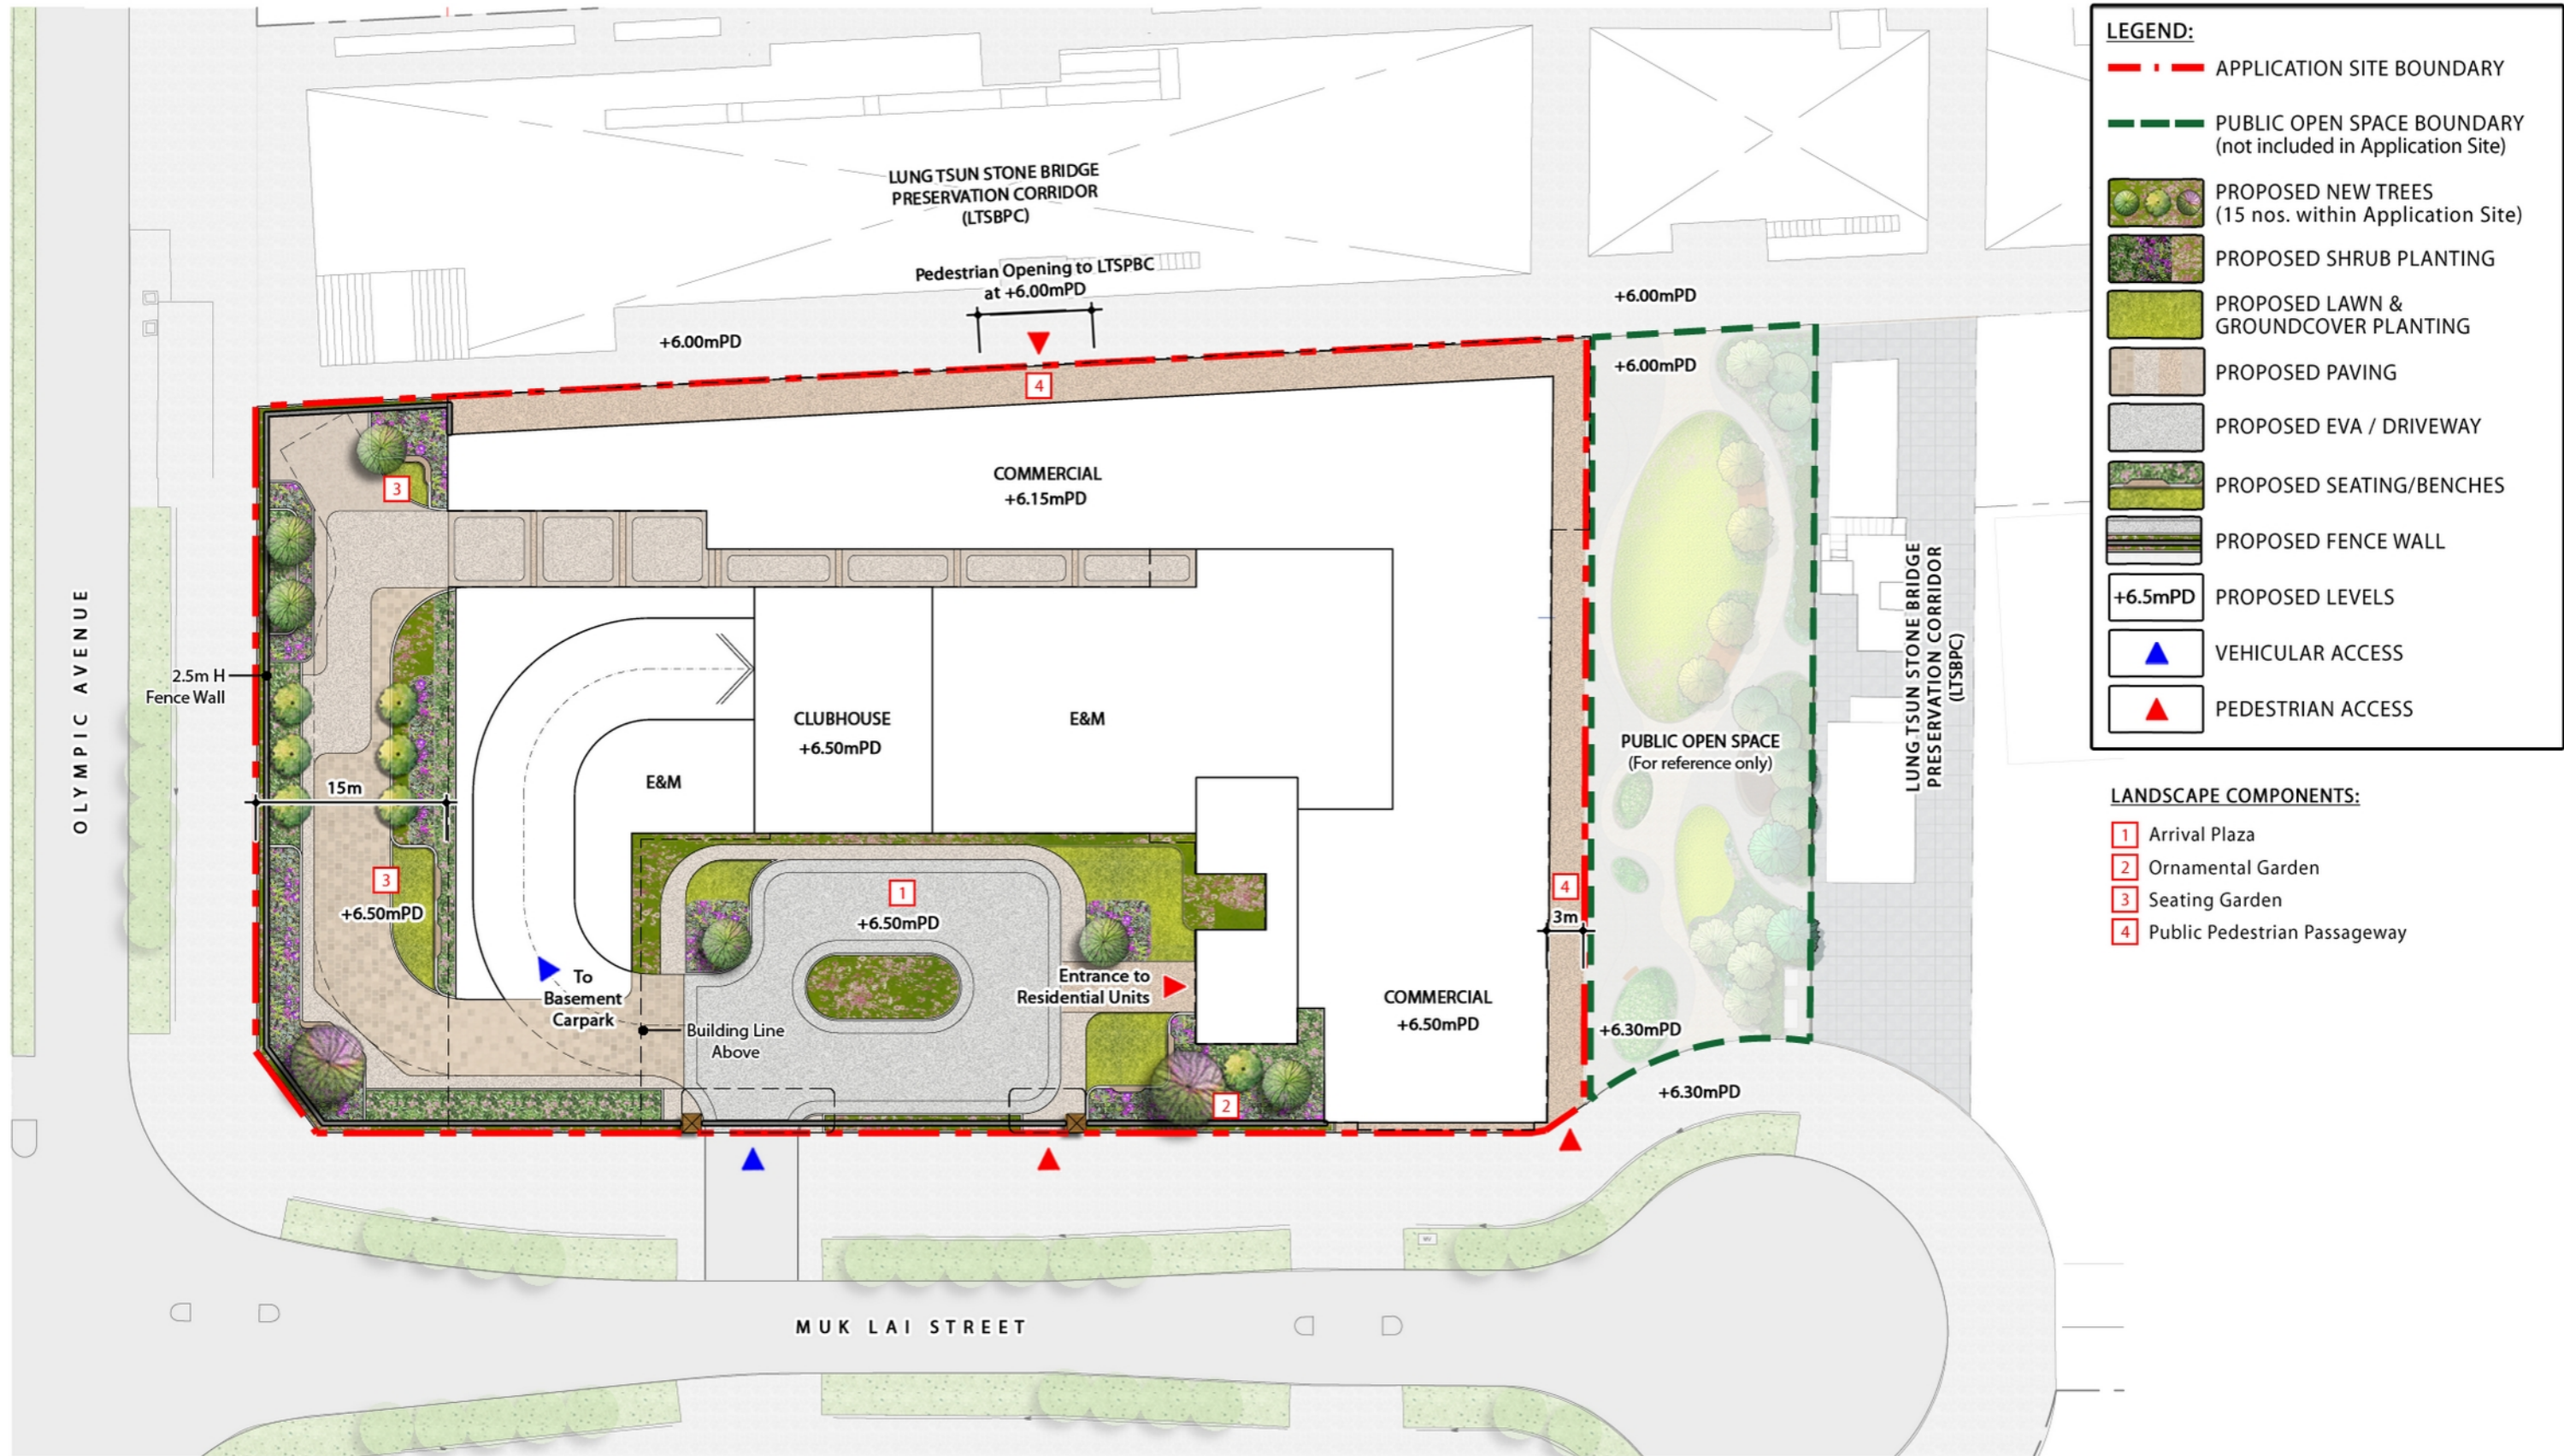 LUNG TSUN STONE BRIDGE
PRESERVATION CORRIDOR
(LTSBPC)
Pedestrian Opening to LTSPBC
at +6.00mPD
+6.00mPD
+6.00mPD
+6.00mPD
4
3
COMMERCIAL
+6.15mPD
OLYMPIC AVENUE
2.5m H
Fence Wall
15m
3
+6.50mPD
CLUBHOUSE
+6.50mPD
E&M
E&M
1
+6.50mPD
To
Basement
Carpark
Building Line
Above
Entrance to
Residential Units
2
COMMERCIAL
+6.50mPD
4
3m
PUBLIC OPEN SPACE
(For reference only)
+6.30mPD
+6.30mPD
LUNG TSUN STONE BRIDGE
PRESERVATION CORRIDOR
(LTSBPC)
MUK LAI STREET
LEGEND:
APPLICATION SITE BOUNDARY
PUBLIC OPEN SPACE BOUNDARY
(not included in Application Site)
PROPOSED NEW TREES
(15 nos. within Application Site)
PROPOSED SHRUB PLANTING
PROPOSED LAWN &
GROUNDCOVER PLANTING
PROPOSED PAVING
PROPOSED EVA / DRIVEWAY
PROPOSED SEATING/BENCHES
PROPOSED FENCE WALL
+6.5mPD PROPOSED LEVELS
VEHICULAR ACCESS
PEDESTRIAN ACCESS
LANDSCAPE COMPONENTS:
1 Arrival Plaza
2 Ornamental Garden
3 Seating Garden
4 Public Pedestrian Passageway